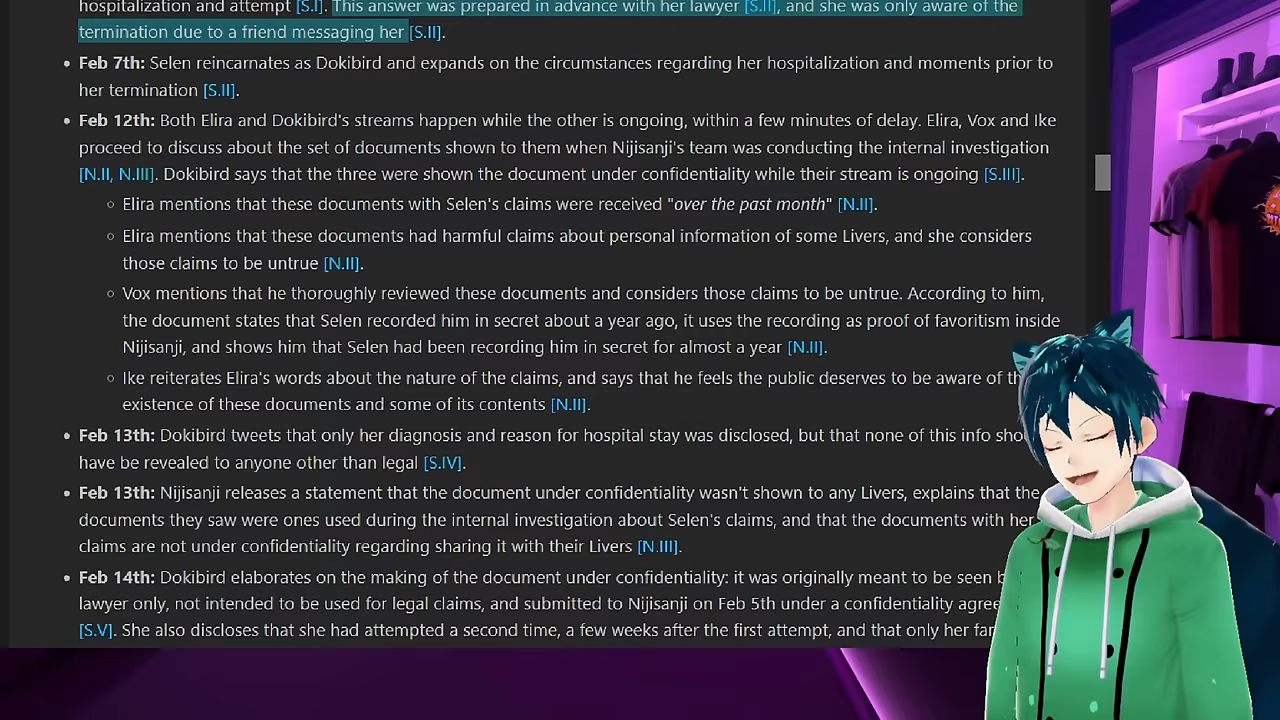 hospitalization and attempt [S.I]. This answer was prepared in advance with her lawyer [S.II], and she was only aware of the
termination due to a friend messaging her [S.II].
• Feb 7th: Selen reincarnates as Dokibird and expands on the circumstances regarding her hospitalization and moments prior to
her termination [S.II].
• Feb 12th: Both Elira and Dokibird's streams happen while the other is ongoing, within a few minutes of delay. Elira, Vox and Ike
proceed to discuss about the set of documents shown to them when Nijisanji's team was conducting the internal investigation
[N.II, N.III]. Dokibird says that the three were shown the document under confidentiality while their stream is ongoing [S.III].
◦ Elira mentions that these documents with Selen's claims were received "over the past month" [N.II].
◦ Elira mentions that these documents had harmful claims about personal information of some Livers, and she considers
those claims to be untrue [N.II].
◦ Vox mentions that he thoroughly reviewed these documents and considers those claims to be untrue. According to him,
the document states that Selen recorded him in secret about a year ago, it uses the recording as proof of favoritism inside
Nijisanji, and shows him that Selen had been recording him in secret for almost a year [N.II].
◦ Ike reiterates Elira's words about the nature of the claims, and says that he feels the public deserves to be aware of
existence of these documents and some of its contents [N.II].
• Feb 13th: Dokibird tweets that only her diagnosis and reason for hospital stay was disclosed, but that none of this info
have be revealed to anyone other than legal [S.IV].
• Feb 13th: Nijisanji releases a statement that the document under confidentiality wasn't shown to any Livers, explains that the
documents they saw were ones used during the internal investigation about Selen's claims, and that the documents with her
claims are not under confidentiality regarding sharing it with their Livers [N.III].
• Feb 14th: Dokibird elaborates on the making of the document under confidentiality: it was originally meant to be seen
lawyer only, not intended to be used for legal claims, and submitted to Nijisanji on Feb 5th under a confidentiality
[S.V]. She also discloses that she had attempted a second time, a few weeks after the first attempt, and that only her